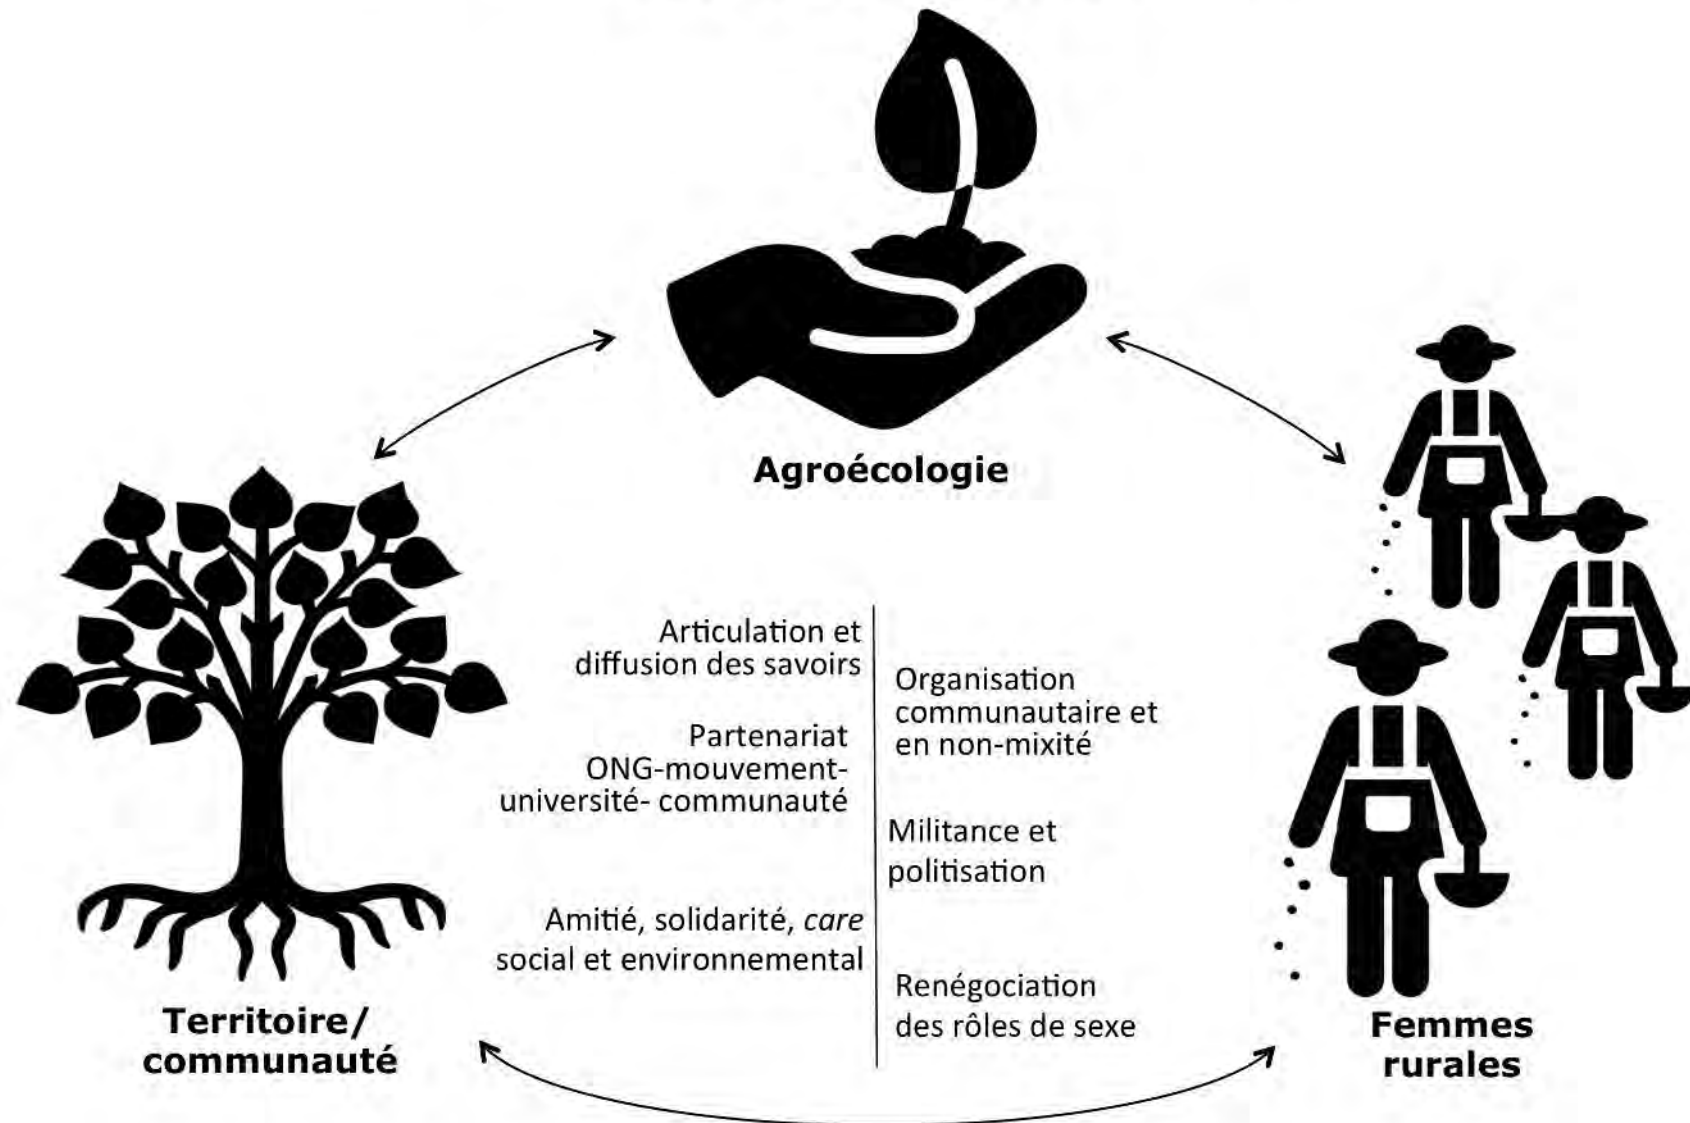 Agroécologie
Articulation et
diffusion des savoirs
Partenariat
ONG-mouvement-
université- communauté
Amitié, solidarité, care
social et environnemental
Organisation
communautaire et
en non-mixité
Militance et
politisation
Renégociation
des rôles de sexe
Territoire/
communauté
Femmes
rurales